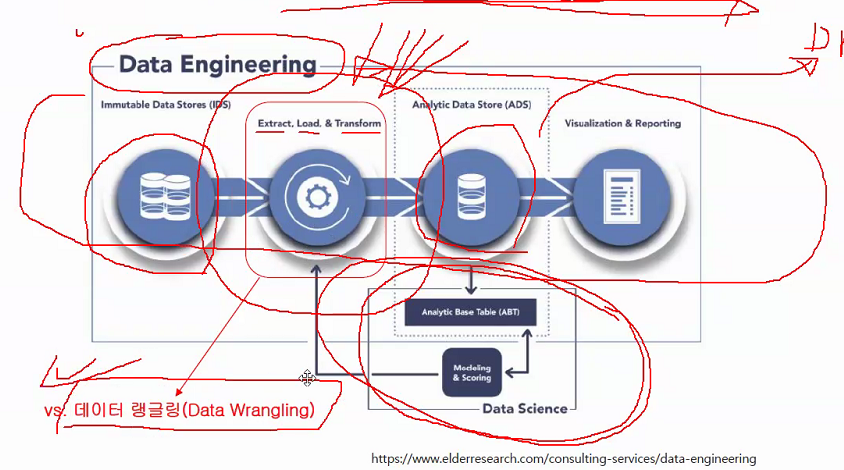 Data Engineering
Immutable Data Stores (IDS)
Extract, Load, & Transform
Analytic Data Store (ADS)
Visualization & Reporting
Analytic Base Table (ABT)
Modeling
& Scoring
Data Science
vs. 데이터 랭글링(Data Wrangling)
https://www.elderresearch.com/consulting-services/data-engineering